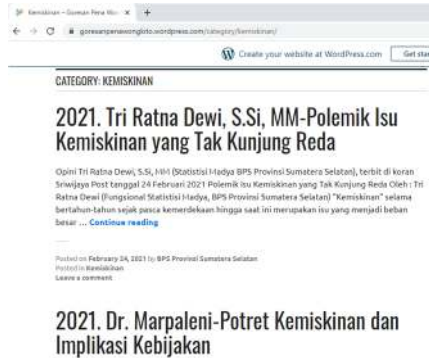 Kemiskinan – Goresan Pena Wo
goresanpenawongkito.wordpress.com/category/kemiskinan/
Create your website at WordPress.com
Get star
CATEGORY: KEMISKINAN
2021. Tri Ratna Dewi, S.Si, MM-Polemik Isu
Kemiskinan yang Tak Kunjung Reda
Opini Tri Ratna Dewi, S.Si, MM (Statistisi Madya BPS Provinsi Sumatera Selatan), terbit di koran
Sriwijaya Post tanggal 24 Februari 2021 Polemik Isu Kemiskinan yang Tak Kunjung Reda Oleh : Tri
Ratna Dewi (Fungsional Statistisi Madya, BPS Provinsi Sumatera Selatan) "Kemiskinan" selama
bertahun-tahun sejak pasca kemerdekaan hingga saat ini merupakan isu yang menjadi beban
besar … Continue reading
Posted on February 24, 2021 by BPS Provinsi Sumatera Selatan
Posted in Kemiskinan
Leave a comment
2021. Dr. Marpaleni-Potret Kemiskinan dan
Implikasi Kebijakan